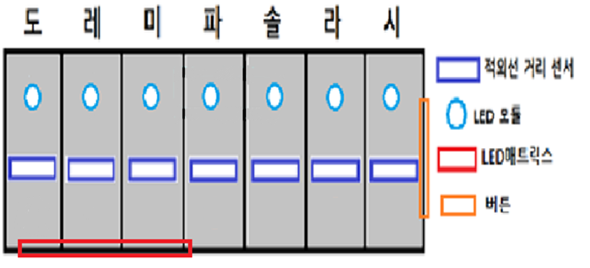 도 레 미 파 솔 라 시
적외선 거리 센서
LED 모듈
LED매트릭스
버튼